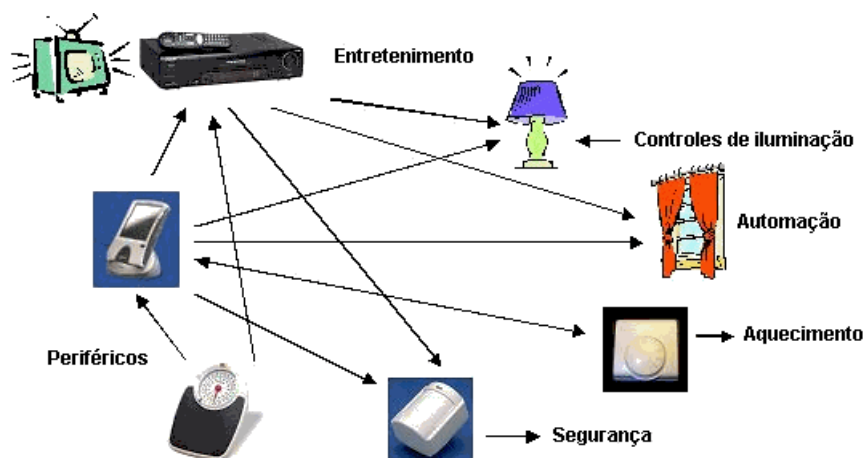 Entretenimento
Controles de iluminação
Automação
Aquecimento
Periféricos
Segurança